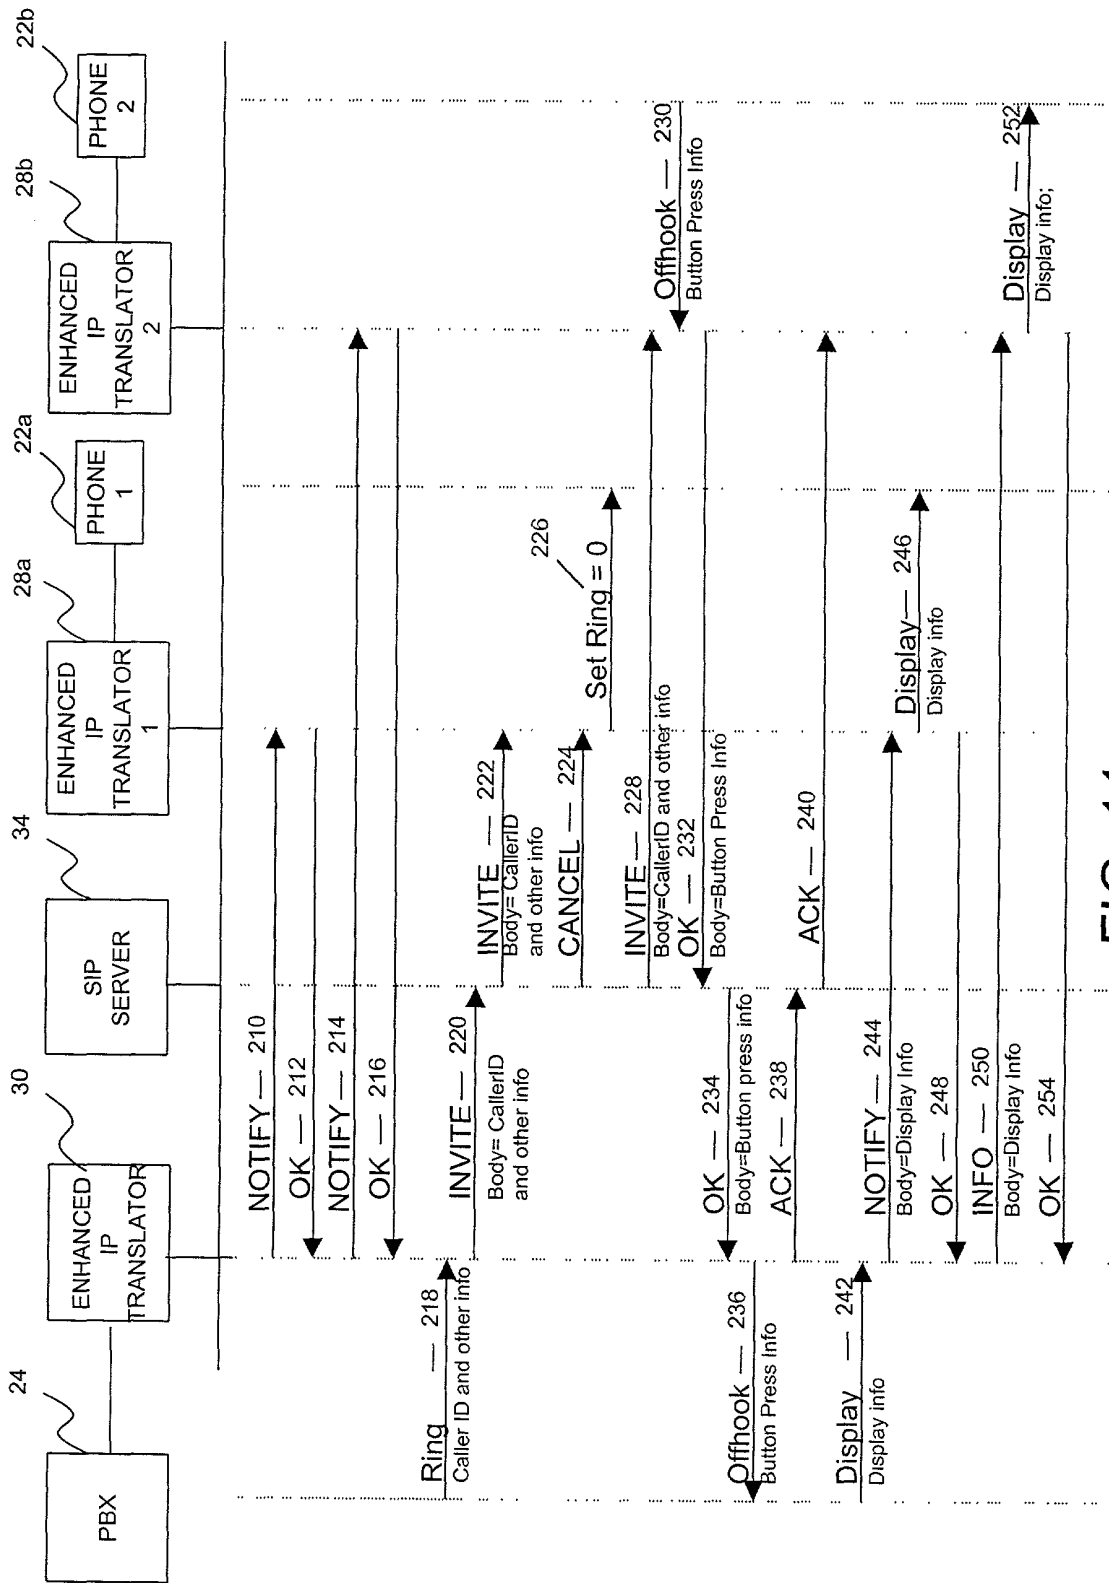 24
30
34
28a
22a
28b
22b
PBX
ENHANCED
IP
TRANSLATOR
SIP
SERVER
ENHANCED
IP
TRANSLATOR
1
PHONE
1
ENHANCED
IP
TRANSLATOR
2
PHONE
2
NOTIFY — 210
OK — 212
NOTIFY — 214
OK — 216
Ring — 218
Caller ID and other info
INVITE — 220
Body= CallerID
and other info
INVITE — 222
Body= CallerID
and other info
CANCEL — 224
226
Set Ring = 0
INVITE — 228
Body=CallerID and other info
Offhook — 230
Button Press Info
OK — 232
Body=Button Press Info
OK — 234
Body=Button press info
Offhook — 236
Button Press Info
ACK — 238
ACK — 240
Display — 242
Display info
NOTIFY — 244
Body=Display Info
Display — 246
Display info
OK — 248
INFO — 250
Body=Display Info
Display — 252
Display info;
OK — 254